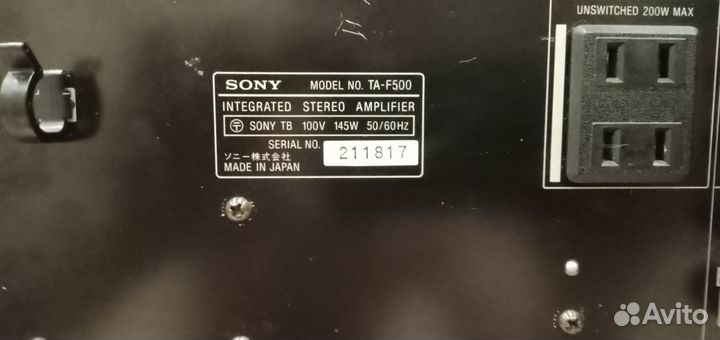 UNSWITCHED 200W MAX
SONY MODEL NO. TA-F500
INTEGRATED STEREO AMPLIFIER
〒 SONY TB 100V 145W 50/60Hz
SERIAL NO. 211817
ソニー株式会社
MADE IN JAPAN
Avito